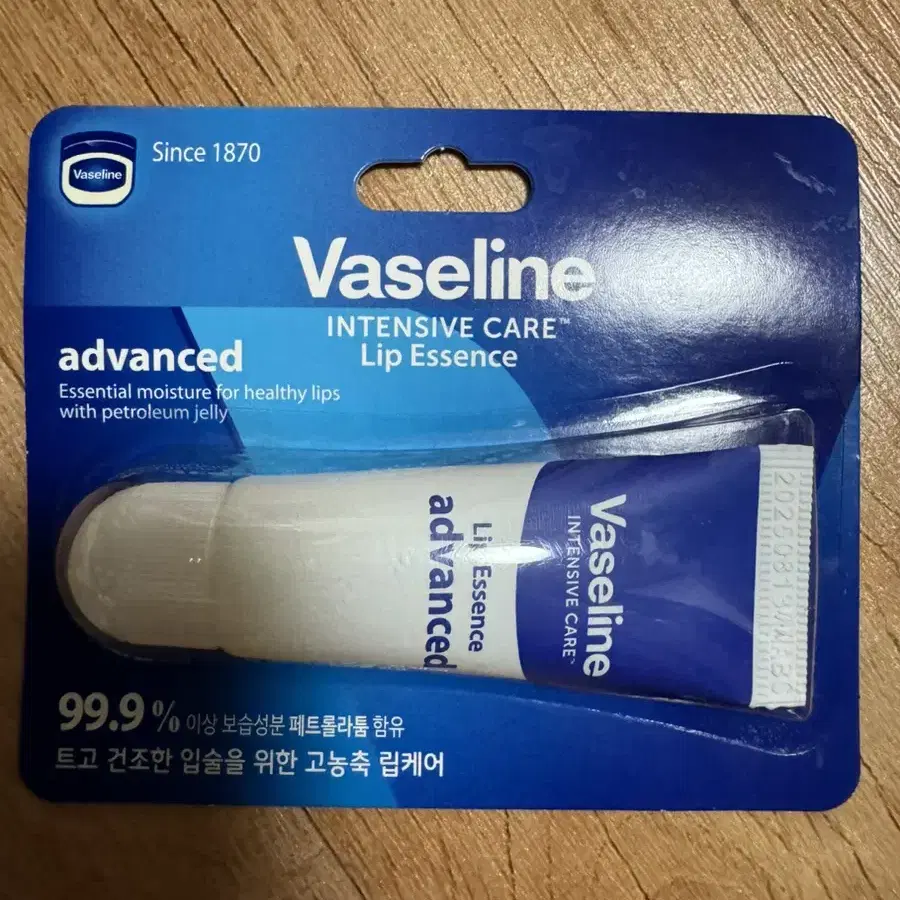 Vaseline
Since 1870
Vaseline
INTENSIVE CARE™
Lip Essence
advanced
Essential moisture for healthy lips
with petroleum jelly
Vaseline
INTENSIVE CARE™
Lip Essence
advanced
99.9% 이상 보습성분 페트롤라툼 함유
트고 건조한 입술을 위한 고농축 립케어